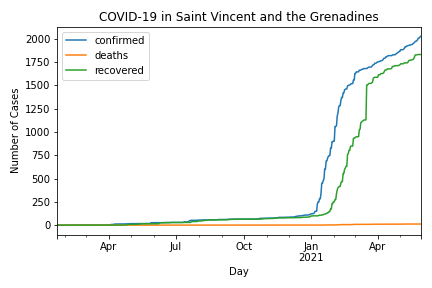 COVID-19 in Saint Vincent and the Grenadines
confirmed
deaths
recovered
2000
1750
1500
1250
1000
750
500
250
0
Number of Cases
Apr
Jul
Oct
Jan
2021
Apr
Day